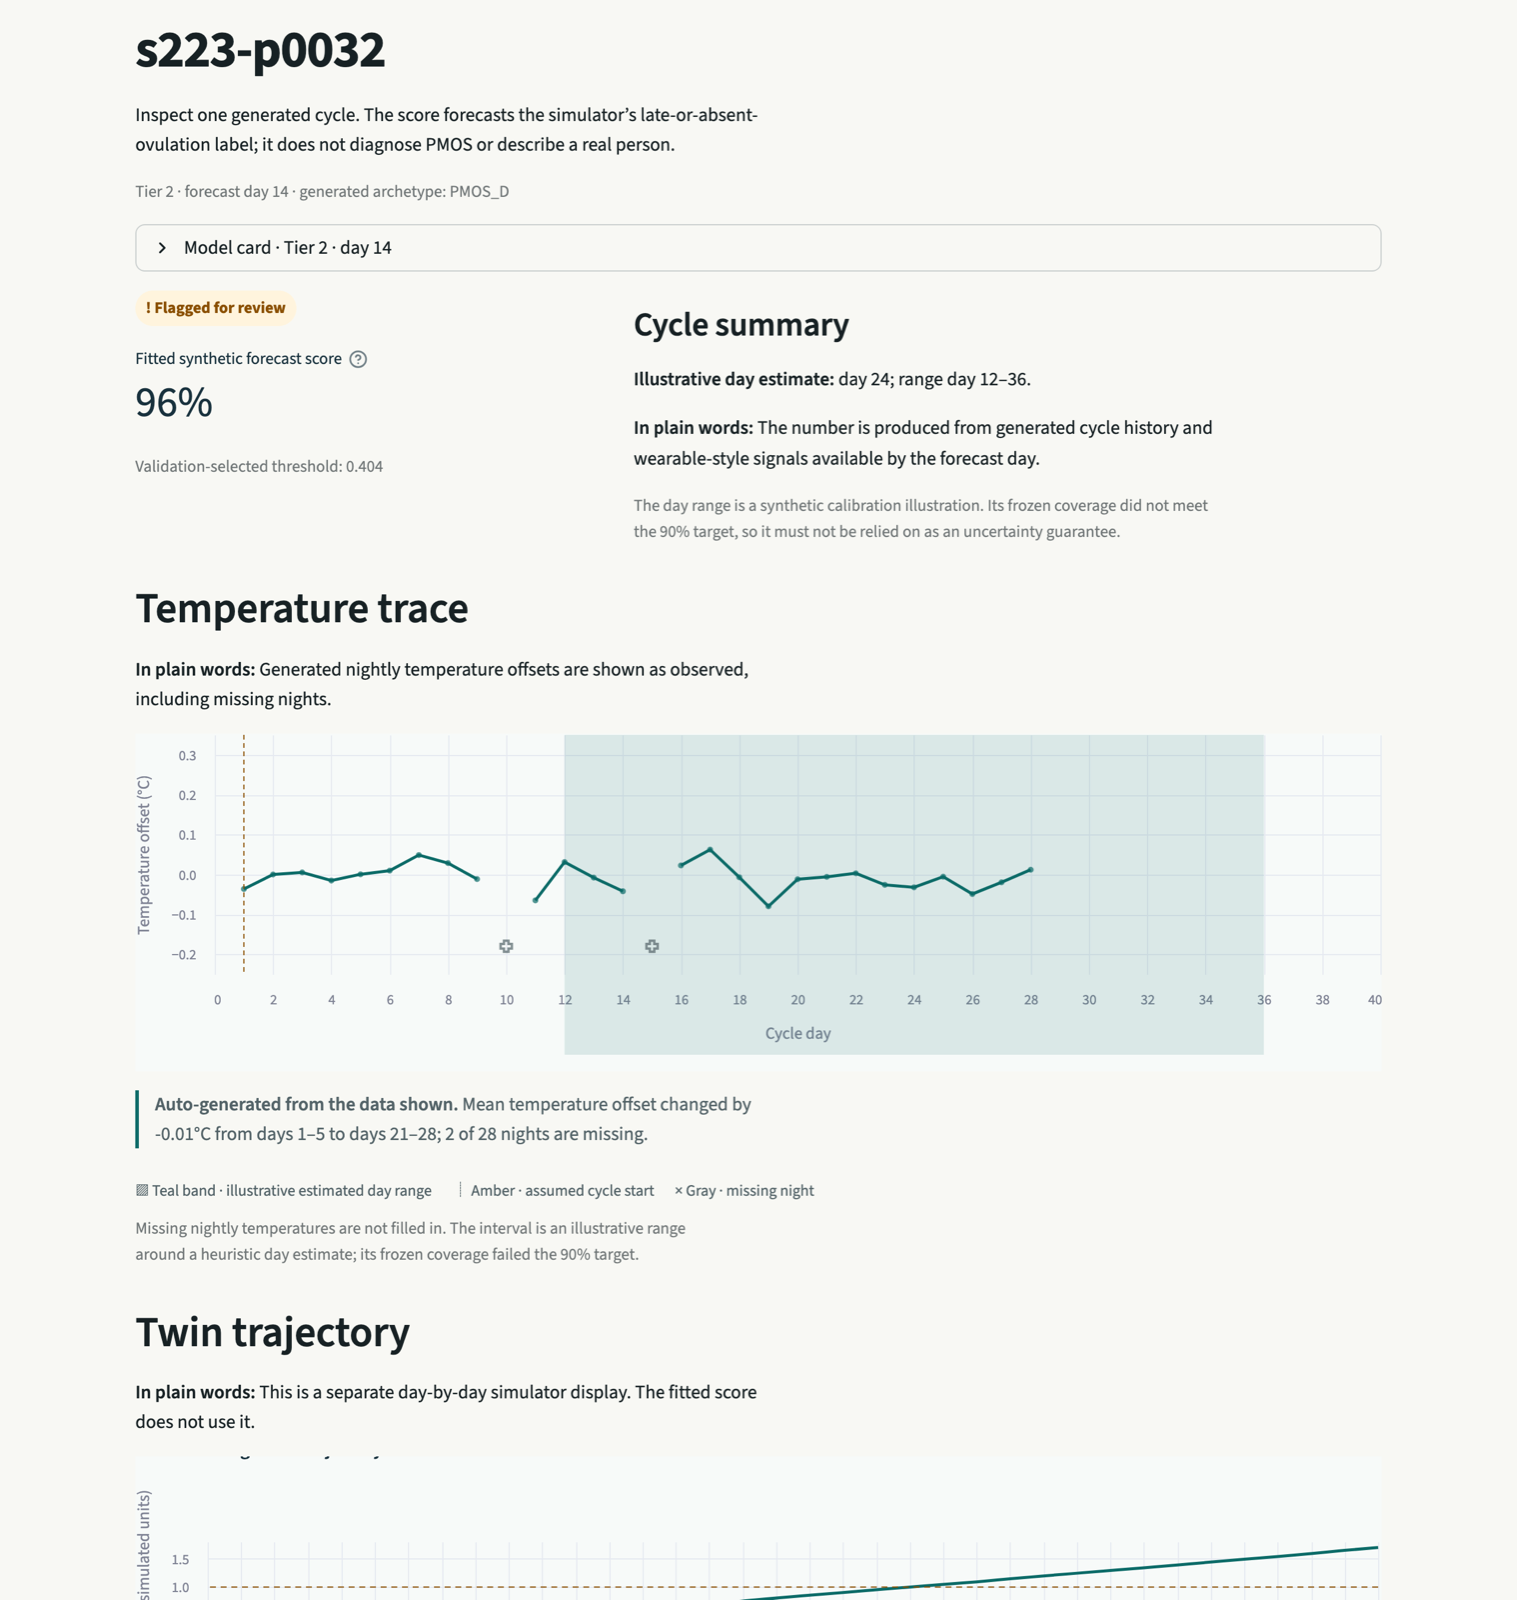 s223-p0032
Inspect one generated cycle. The score forecasts the simulator’s late-or-absent-
ovulation label; it does not diagnose PMOS or describe a real person.
Tier 2 · forecast day 14 · generated archetype: PMOS_D
Model card · Tier 2 · day 14
! Flagged for review
Fitted synthetic forecast score ?
96%
Validation-selected threshold: 0.404
Cycle summary
Illustrative day estimate: day 24; range day 12–36.
In plain words: The number is produced from generated cycle history and
wearable-style signals available by the forecast day.
The day range is a synthetic calibration illustration. Its frozen coverage did not meet
the 90% target, so it must not be relied on as an uncertainty guarantee.
Temperature trace
In plain words: Generated nightly temperature offsets are shown as observed,
including missing nights.
Temperature offset (°C)
0.3
0.2
0.1
0.0
−0.1
−0.2
0 2 4 6 8 10 12 14 16 18 20 22 24 26 28 30 32 34 36 38 40
Cycle day
Auto-generated from the data shown. Mean temperature offset changed by
-0.01°C from days 1–5 to days 21–28; 2 of 28 nights are missing.
▨ Teal band · illustrative estimated day range ┊ Amber · assumed cycle start × Gray · missing night
Missing nightly temperatures are not filled in. The interval is an illustrative range
around a heuristic day estimate; its frozen coverage failed the 90% target.
Twin trajectory
In plain words: This is a separate day-by-day simulator display. The fitted score
does not use it.
simulated units)
1.5
1.0